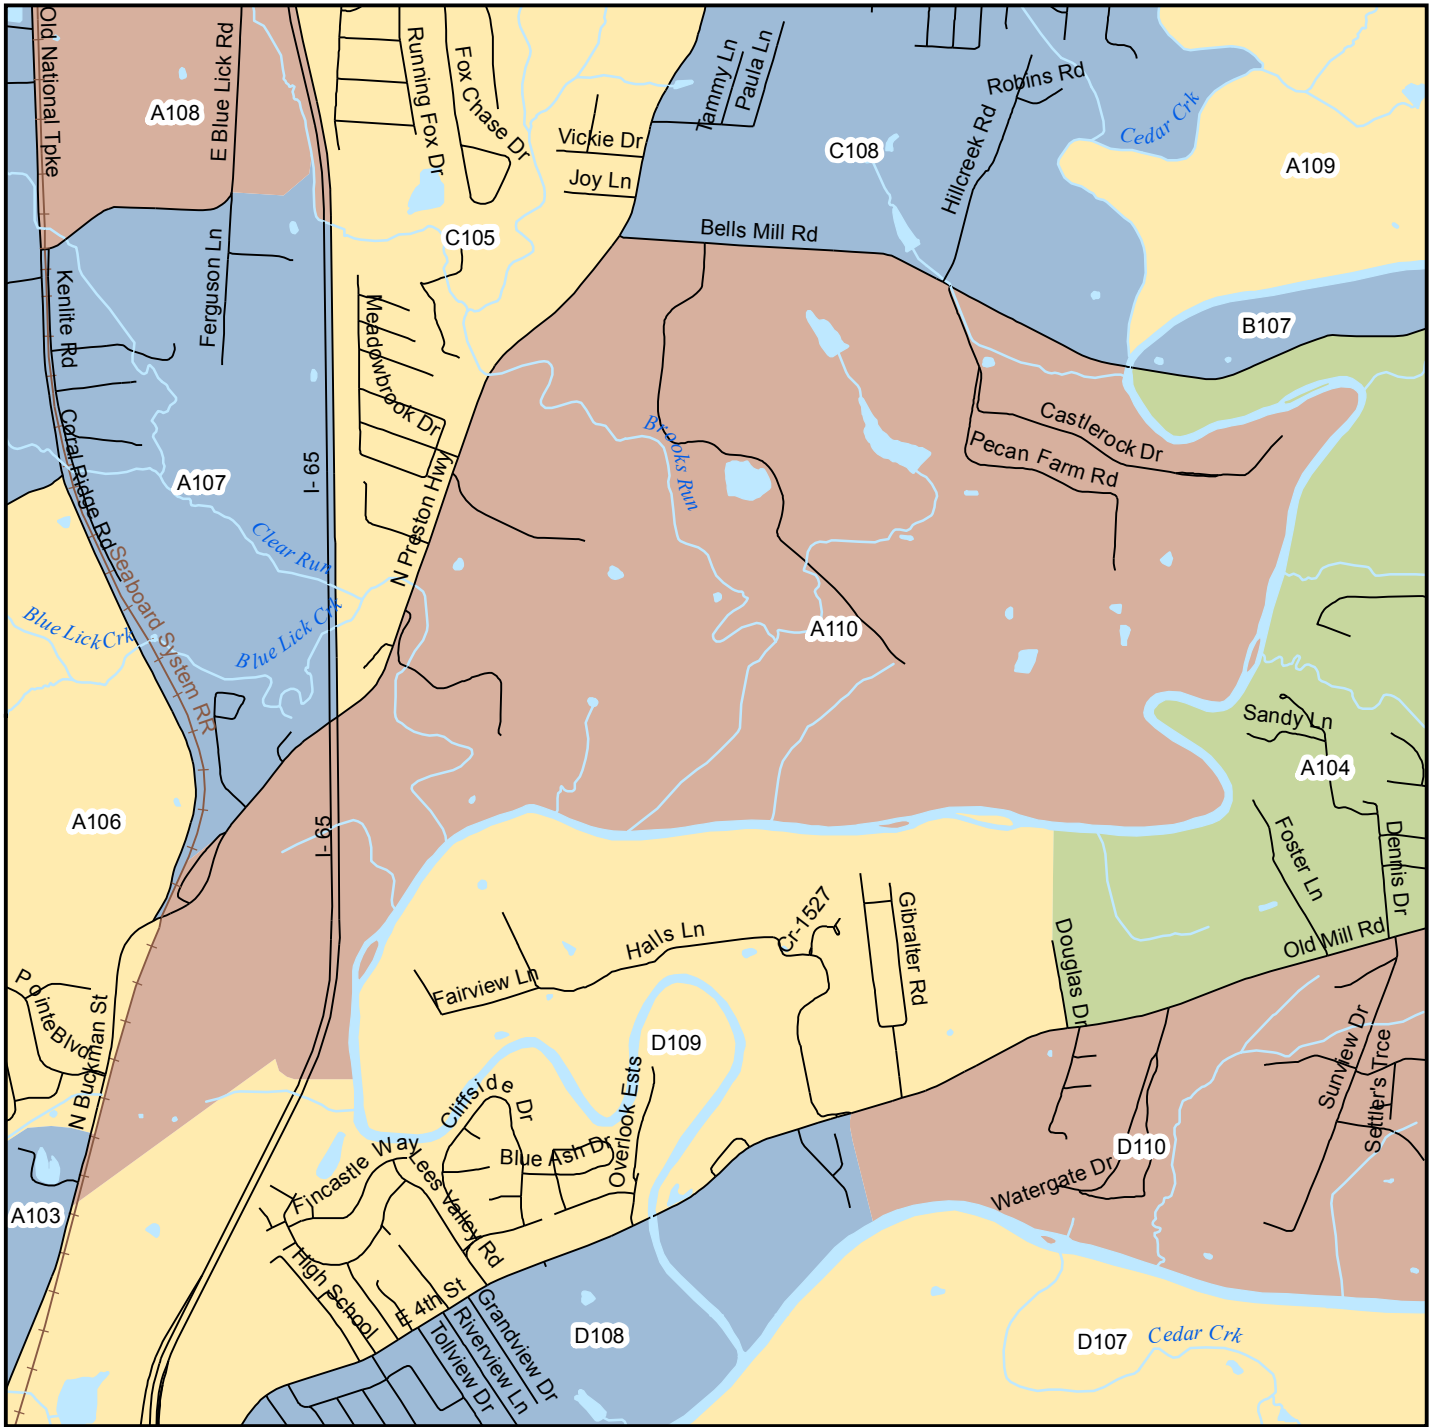 Old National Tpke
A108
E Blue Lick Rd
Running Fox Dr
Fox Chase Dr
Vickie Dr
Joy Ln
Tammy Ln
Paula Ln
Robins Rd
Hillcreek Rd
C108
Cedar Crk
A109
C105
Bells Mill Rd
Ferguson Ln
Kenlite Rd
B107
Meadowbrook Dr
Coral Ridge Rd
Brooks Run
Castlerock Dr
Pecan Farm Rd
A107
I-65
N Preston Hwy
Clear Run
Seaboard System RR
Blue Lick Crk
Blue Lick Crk
A110
Sandy Ln
A104
A106
I-65
Foster Ln
Dennis Dr
Old Mill Rd
Cr-1527
Gibralter Rd
Halls Ln
Fairview Ln
Douglas Dr
Pointe Blvd
N Buckman St
D109
Sunview Dr
Settler's Trce
Cliffside Dr
Overlook Ests
Blue Ash Dr
Fincastle Way
Lees Valley Rd
D110
Watergate Dr
A103
High School
E 4th St
Grandview Dr
Riverview Ln
Tollview Dr
D108
D107
Cedar Crk